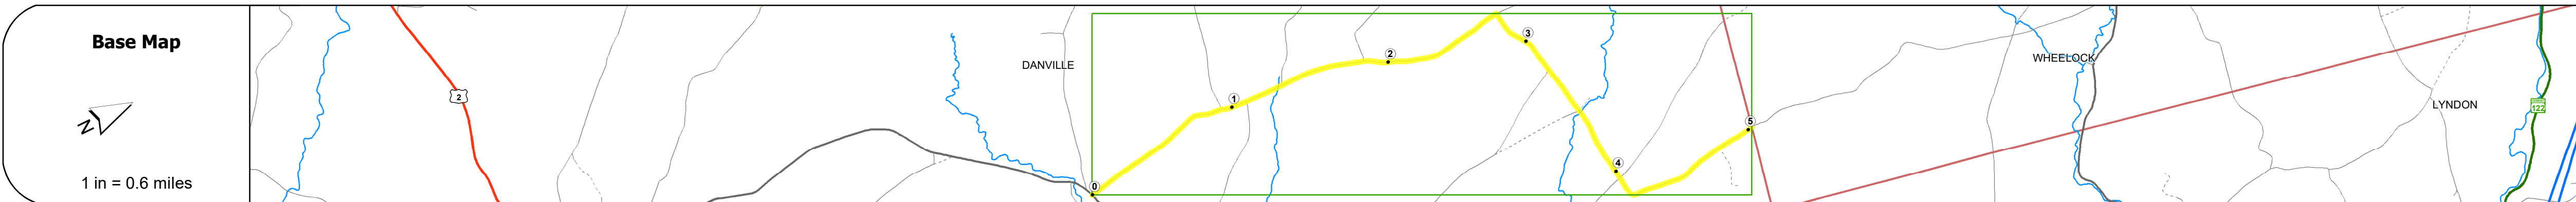 Base Map
N
1 in = 0.6 miles
2
DANVILLE
0
1
2
3
4
5
WHEELOCK
LYNDON
122